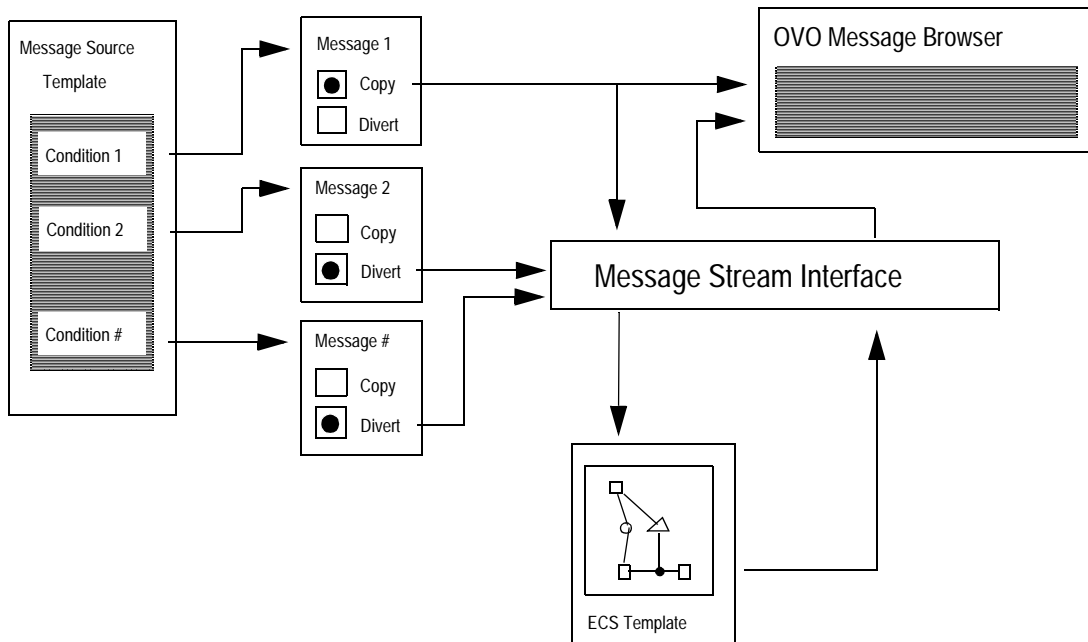 Message Source
Template
Condition 1
Condition 2
Condition #
Message 1
Copy
Divert
Message 2
Copy
Divert
Message #
Copy
Divert
OVO Message Browser
Message Stream Interface
ECS Template